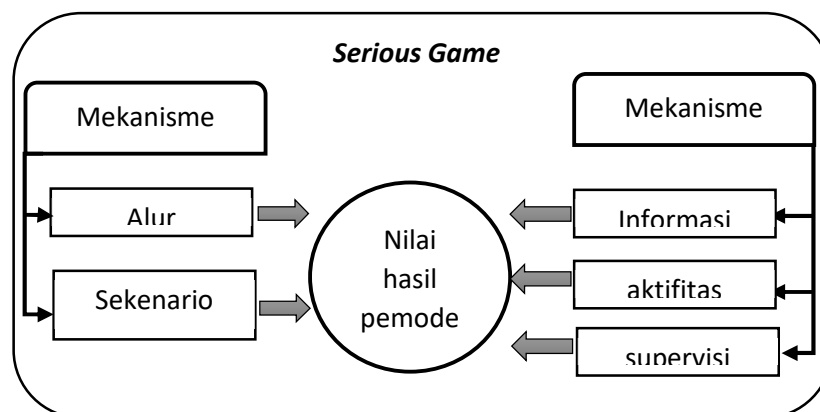 Serious Game
Mekanisme
Mekanisme
Alur
Sekenario
Nilai
hasil
pemode
Informasi
aktifitas
supervisi